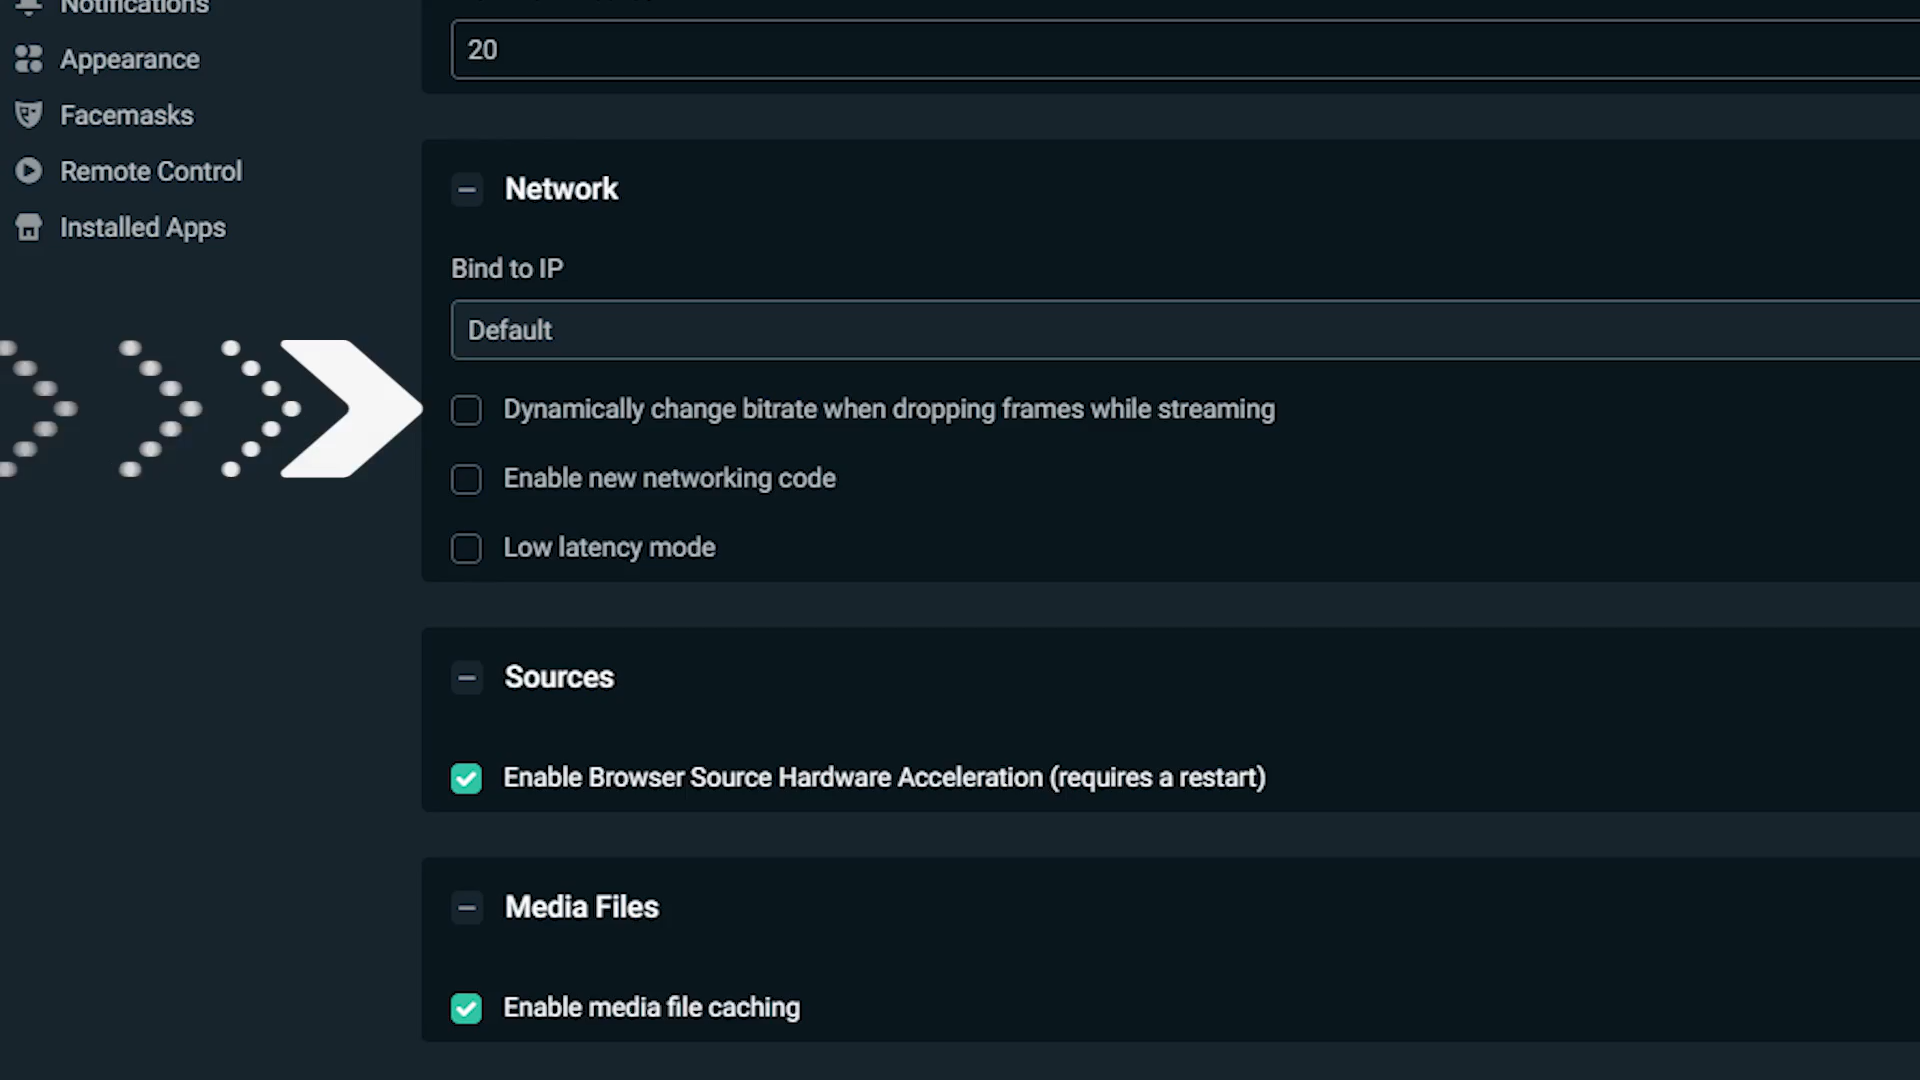 Notifications
Appearance
Facemasks
Remote Control
Installed Apps
20
Network
Bind to IP
Default
Dynamically change bitrate when dropping frames while streaming
Enable new networking code
Low latency mode
Sources
Enable Browser Source Hardware Acceleration (requires a restart)
Media Files
Enable media file caching